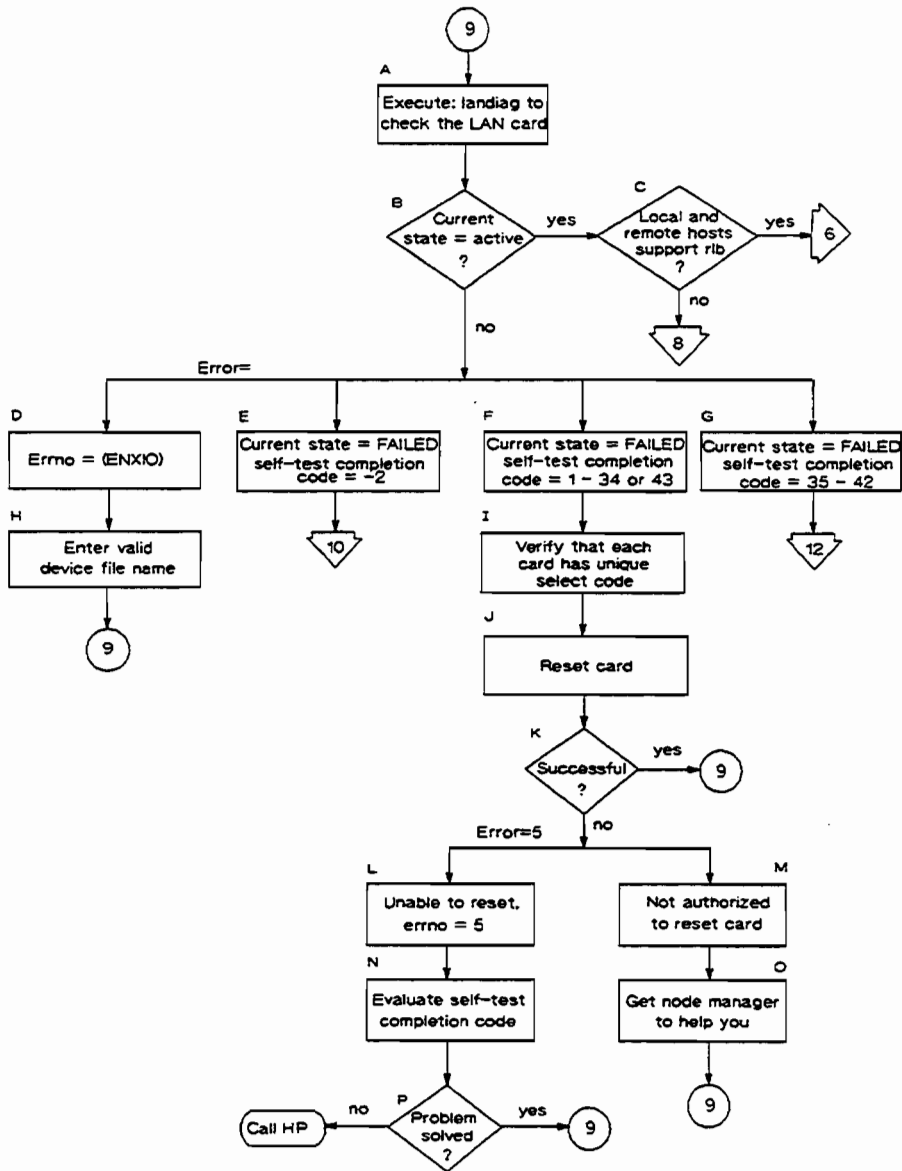 9
A
Execute: landiag to
check the LAN card
B
Current
state = active
?
yes
C
Local and
remote hosts
support rlb
?
yes
6
no
8
no
Error=
D
Errno = (ENXIO)
E
Current state = FAILED
self-test completion
code = -2
F
Current state = FAILED
self-test completion
code = 1 - 34 or 43
G
Current state = FAILED
self-test completion
code = 35 - 42
H
Enter valid
device file name
10
I
Verify that each
card has unique
select code
12
9
J
Reset card
K
Successful
?
yes
9
no
Error=5
L
Unable to reset,
errno = 5
M
Not authorized
to reset card
N
Evaluate self-test
completion code
O
Get node manager
to help you
P
Problem
solved
?
no
Call HP
yes
9
9